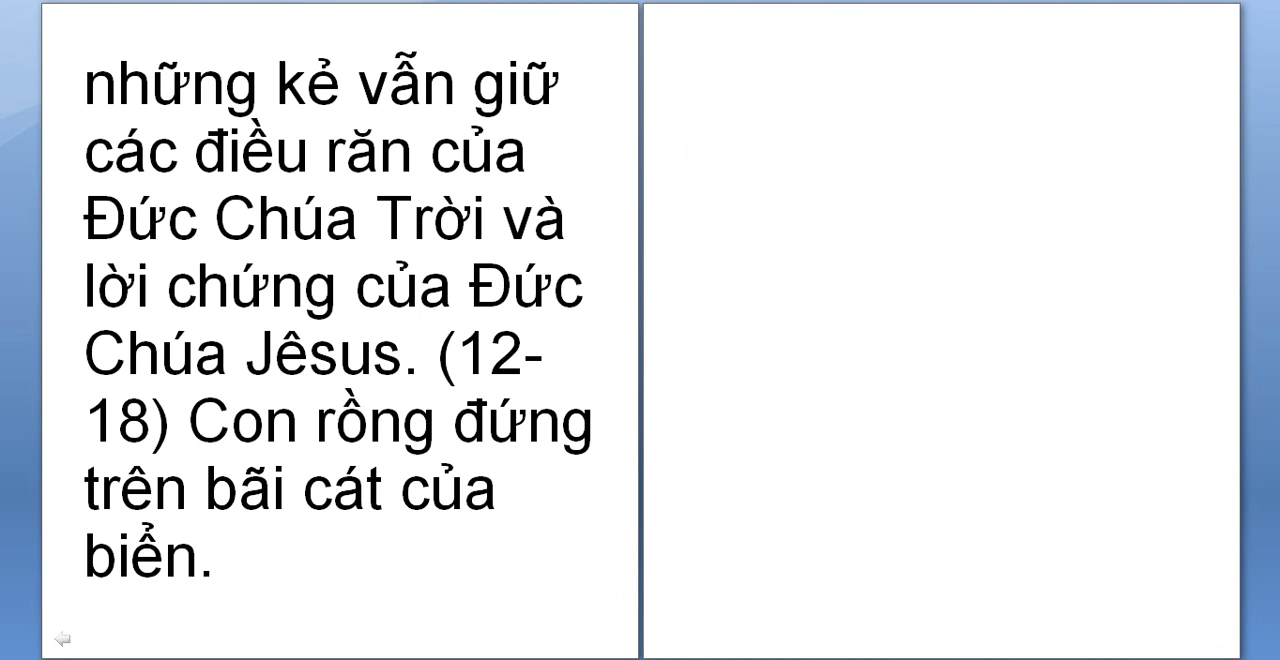 những kẻ vẫn giữ
các điều răn của
Đức Chúa Trời và
lời chứng của Đức
Chúa Jêsus. (12-
18) Con rồng đứng
trên bãi cát của
biển.